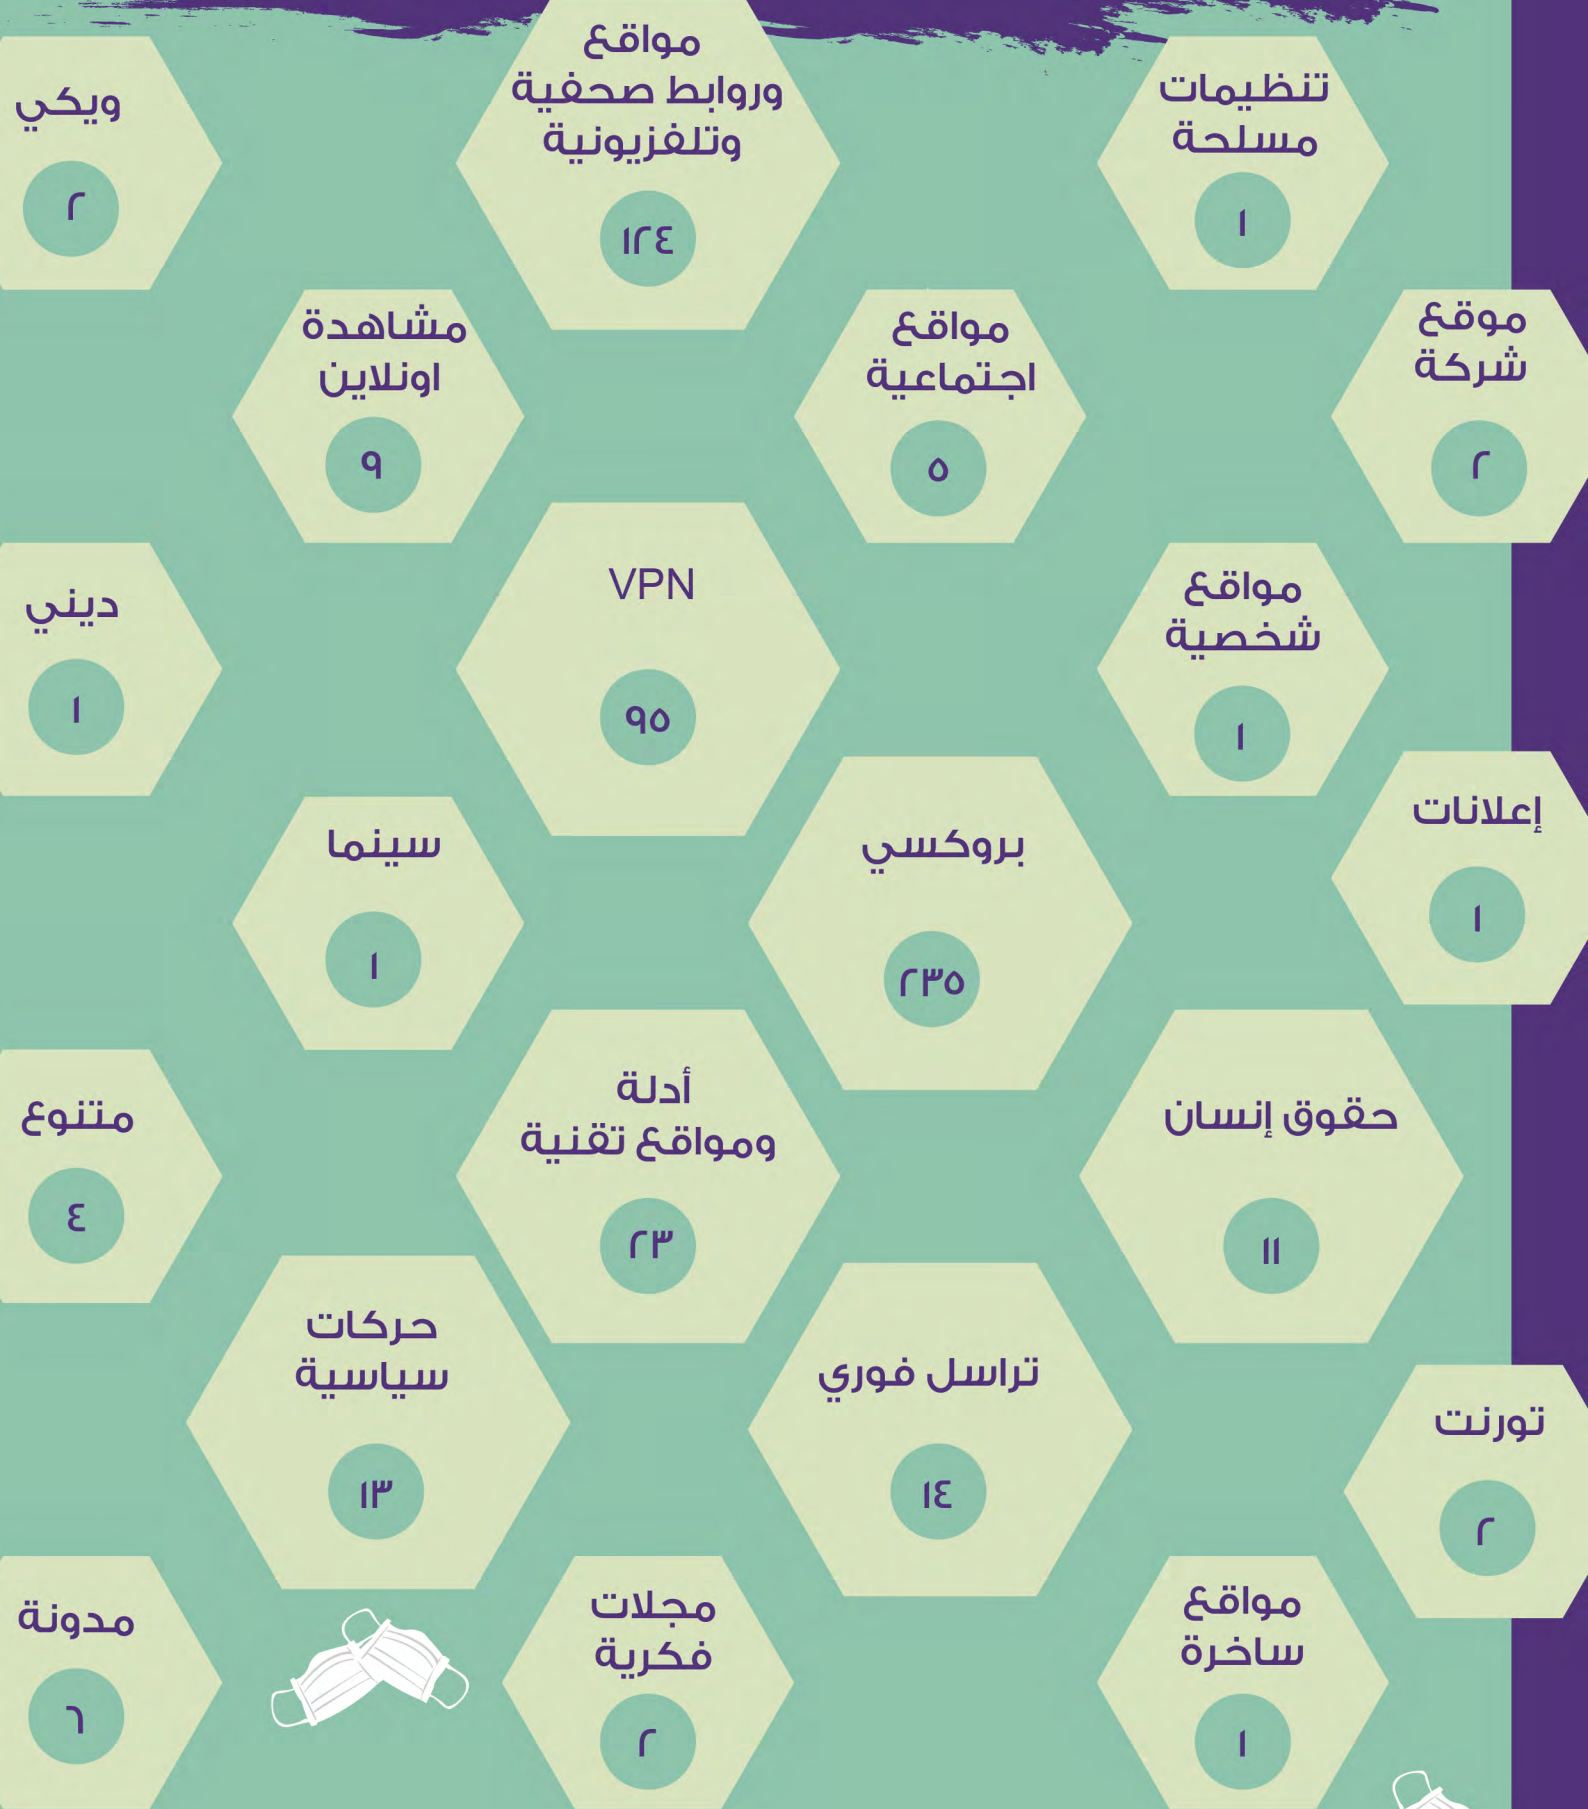 تنظيمات
مسلحة
١
مواقع
وروابط صحفية
وتلفزيونية
١٢٤
ويكي
٢
موقع
شركة
٢
مواقع
اجتماعية
٥
مشاهدة
اونلاين
٩
مواقع
شخصية
١
VPN
٩٥
ديني
١
إعلانات
١
بروكسي
٢٣٥
سينما
١
حقوق إنسان
١١
أدلة
ومواقع تقنية
٢٣
متنوع
٤
تورنت
٢
تراسل فوري
١٤
حركات
سياسية
١٣
مواقع
ساخرة
١
مجلات
فكرية
٢
مدونة
٦